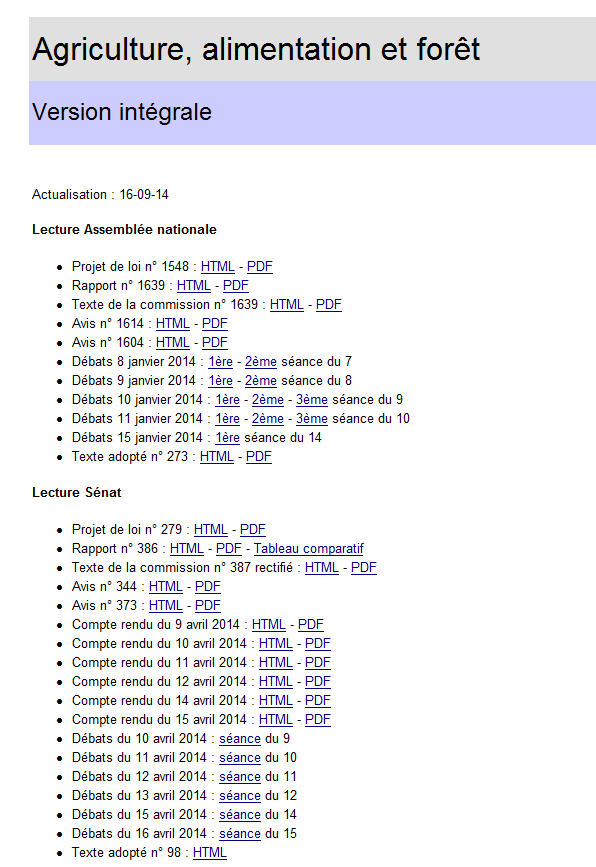 Agriculture, alimentation et forêt
Version intégrale
Actualisation : 16-09-14
Lecture Assemblée nationale
• Projet de loi n° 1548 : HTML - PDF
• Rapport n° 1639 : HTML - PDF
• Texte de la commission n° 1639 : HTML - PDF
• Avis n° 1614 : HTML - PDF
• Avis n° 1604 : HTML - PDF
• Débats 8 janvier 2014 : 1ère - 2ème séance du 7
• Débats 9 janvier 2014 : 1ère - 2ème séance du 8
• Débats 10 janvier 2014 : 1ère - 2ème - 3ème séance du 9
• Débats 11 janvier 2014 : 1ère - 2ème - 3ème séance du 10
• Débats 15 janvier 2014 : 1ère séance du 14
• Texte adopté n° 273 : HTML - PDF
Lecture Sénat
• Projet de loi n° 279 : HTML - PDF
• Rapport n° 386 : HTML - PDF - Tableau comparatif
• Texte de la commission n° 387 rectifié : HTML - PDF
• Avis n° 344 : HTML - PDF
• Avis n° 373 : HTML - PDF
• Compte rendu du 9 avril 2014 : HTML - PDF
• Compte rendu du 10 avril 2014 : HTML - PDF
• Compte rendu du 11 avril 2014 : HTML - PDF
• Compte rendu du 12 avril 2014 : HTML - PDF
• Compte rendu du 14 avril 2014 : HTML - PDF
• Compte rendu du 15 avril 2014 : HTML - PDF
• Débats du 10 avril 2014 : séance du 9
• Débats du 11 avril 2014 : séance du 10
• Débats du 12 avril 2014 : séance du 11
• Débats du 13 avril 2014 : séance du 12
• Débats du 15 avril 2014 : séance du 14
• Débats du 16 avril 2014 : séance du 15
• Texte adopté n° 98 : HTML